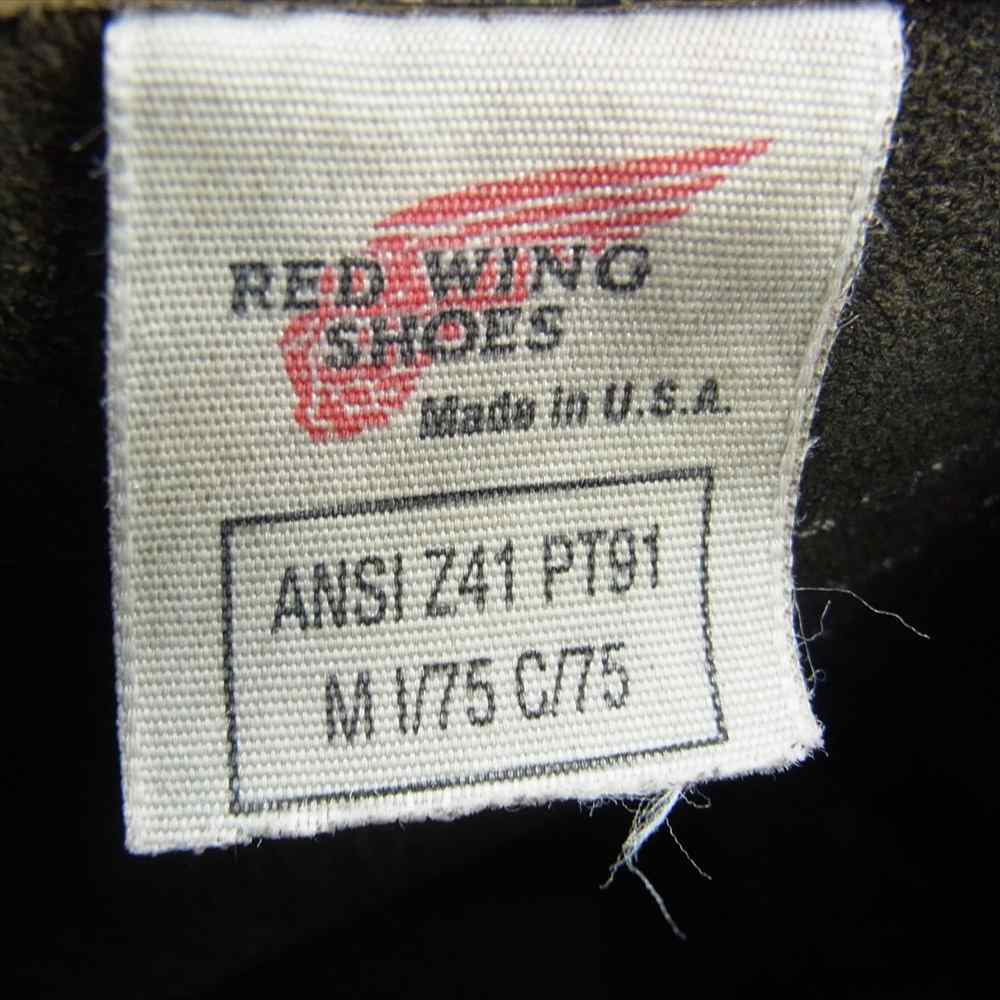 RED WING
SHOES
Made in U.S.A.
ANSI Z41 PT91
M I/75 C/75